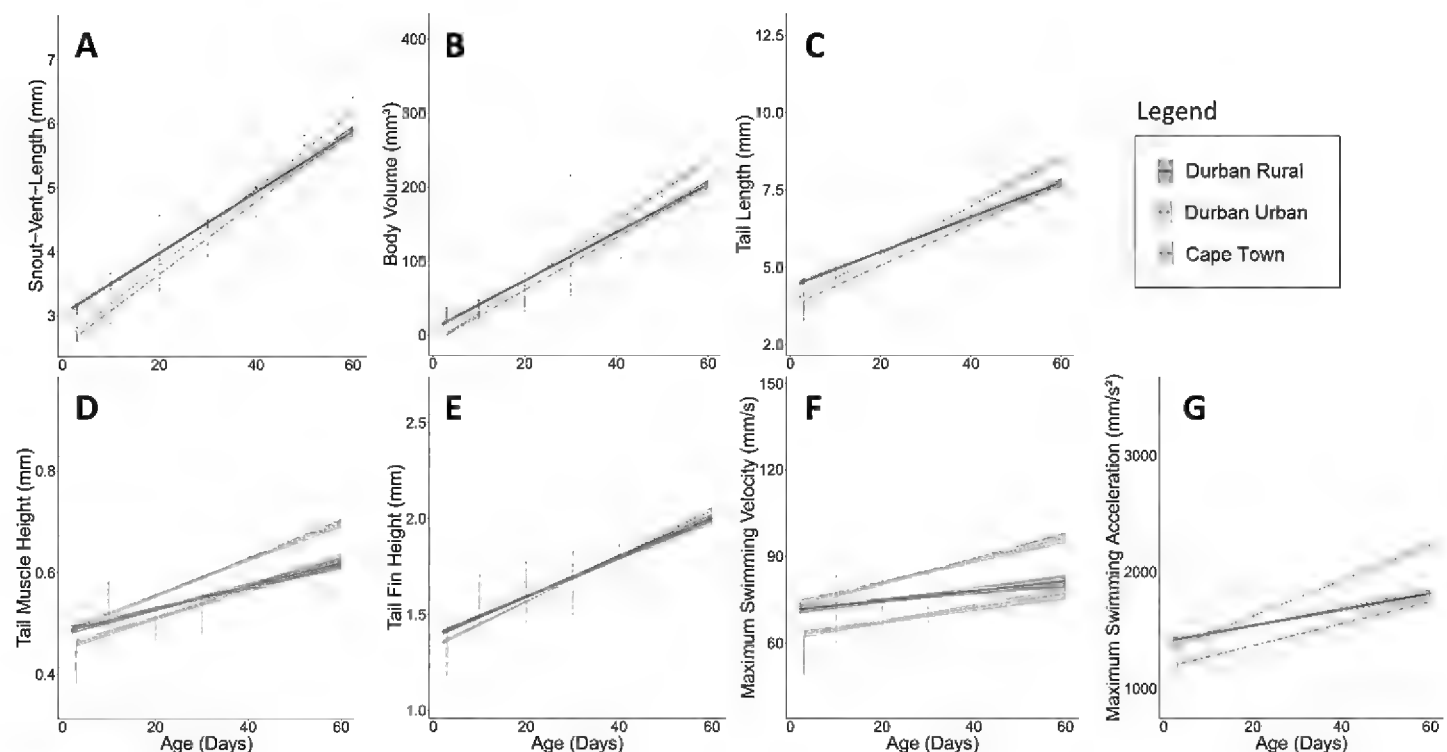 A
Snout-Vent-Length (mm)
7
6
5
4
3
0
20
40
60
B
Body Volume (mm³)
400
300
200
100
0
0
20
40
60
C
Tail Length (mm)
12.5
10.0
7.5
5.0
2.0
0
20
40
60
Legend
Durban Rural
Durban Urban
Cape Town
D
Tail Muscle Height (mm)
0.8
0.6
0.4
0
20
40
60
Age (Days)
E
Tail Fin Height (mm)
2.5
2.0
1.5
1.0
0
20
40
60
Age (Days)
F
Maximum Swimming Velocity (mm/s)
150
120
90
60
0
20
40
60
Age (Days)
G
Maximum Swimming Acceleration (mm/s²)
3000
2000
1000
0
20
40
60
Age (Days)